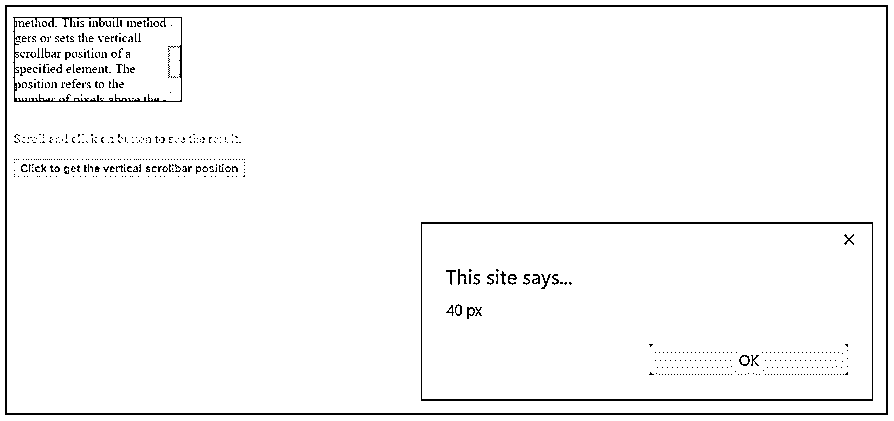 method. This inbuilt method
gers or sets the verticall
scrollbar position of a
specified element. The
position refers to the
number of pixels above the
Scroll and click on button to see the result.
Click to get the vertical scrollbar position
This site says...
40 px
OK